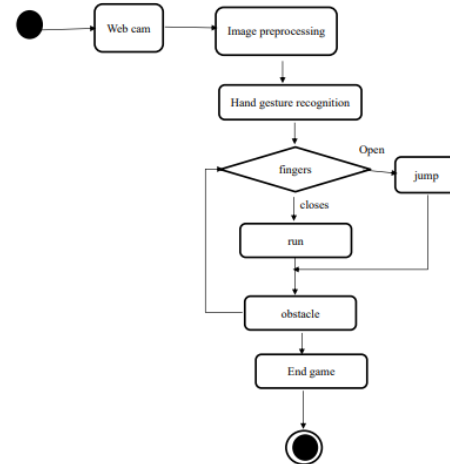 Web cam
Image preprocessing
Hand gesture recognition
Open
fingers
jump
closes
run
obstacle
End game